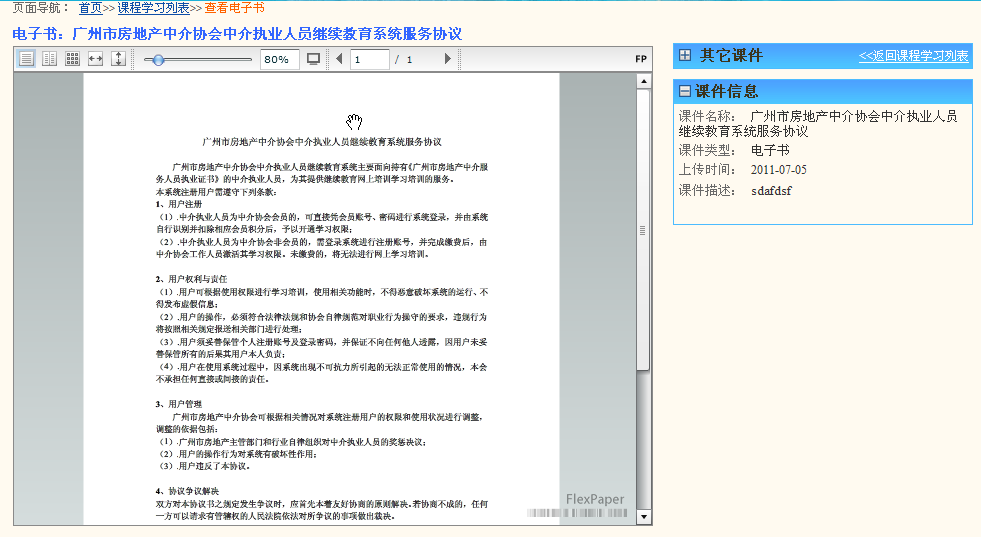 页面导航： 首页>> 课程学习列表>> 查看电子书
电子书：广州市房地产中介协会中介执业人员继续教育系统服务协议
80% 1 / 1 FP
广州市房地产中介协会中介执业人员继续教育系统服务协议
广州市房地产中介协会中介执业人员继续教育系统主要面向持有《广州市房地产中介服
务人员执业证书》的中介执业人员，为其提供继续教育网上培训学习培训的服务。
本系统注册用户需遵守下列条款：
1、用户注册
（1）.中介执业人员为中介协会会员的，可直接凭会员账号、密码进行系统登录，并由系统
自行识别并扣除相应会员积分后，予以开通学习权限；
（2）.中介执业人员为中介协会非会员的，需登录系统进行注册账号，并完成缴费后，由
中介协会工作人员激活其学习权限。未缴费的，将无法进行网上学习培训。
2、用户权利与责任
（1）.用户可根据使用权限进行学习培训，使用相关功能时，不得恶意破坏系统的运行、不
得发布虚假信息；
（2）.用户的操作，必须符合法律法规和协会自律规范对职业行为操守的要求，违规行为
将按照相关规定报送相关部门进行处理；
（3）.用户须妥善保管个人注册账号及登录密码，并保证不向任何他人透露，因用户未妥
善保管所有的后果其用户本人负责；
（4）.用户在使用系统过程中，因系统出现不可抗力所引起的无法正常使用的情况，本会
不承担任何直接或间接的责任。
3、用户管理
广州市房地产中介协会可根据相关情况对系统注册用户的权限和使用状况进行调整，
调整的依据包括：
（1）.广州市房地产主管部门和行业自律组织对中介执业人员的奖惩决议；
（2）.用户的操作行为对系统有破坏性作用；
（3）.用户违反了本协议。
4、协议争议解决
双方对本协议书之规定发生争议时，应首先本着友好协商的原则解决。若协商不成的，任何
一方可以请求有管辖权的人民法院依法对所争议的事项做出裁决。
FlexPaper
其它课件 <<返回课程学习列表
课件信息
课件名称： 广州市房地产中介协会中介执业人员
继续教育系统服务协议
课件类型： 电子书
上传时间： 2011-07-05
课件描述： sdafdsf